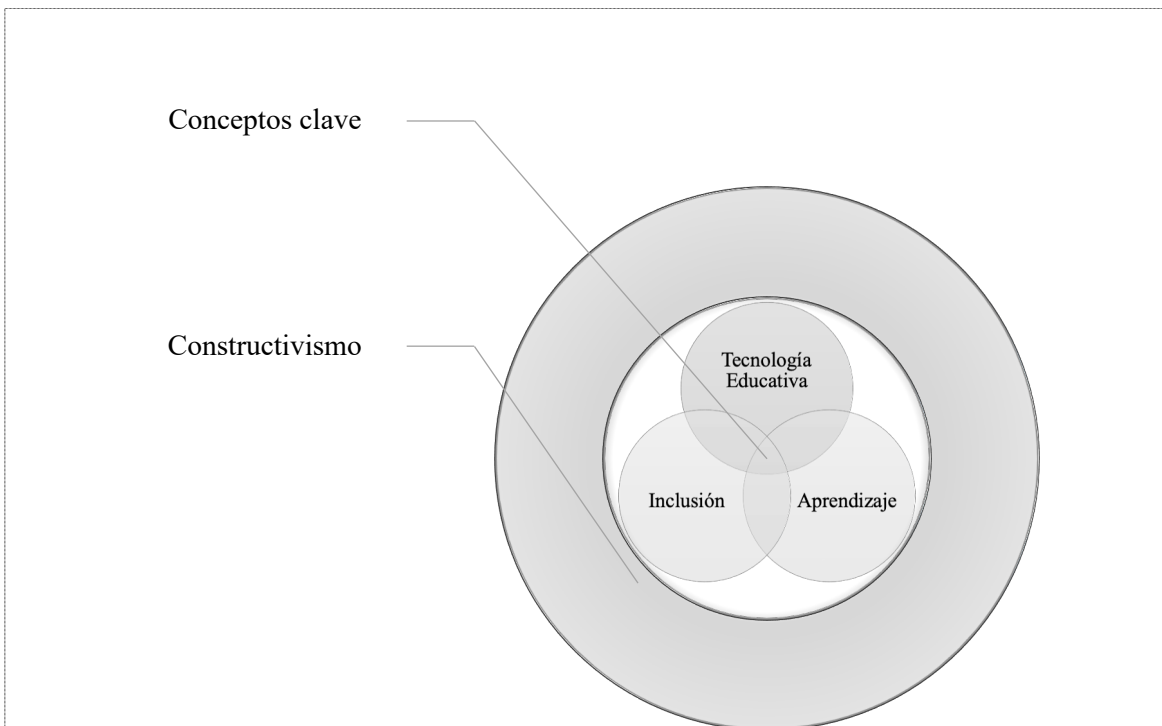 Conceptos clave
Constructivismo
Tecnología
Educativa
Inclusión
Aprendizaje